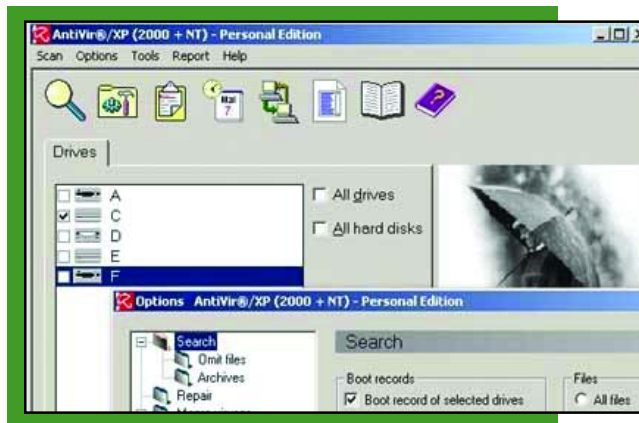 AntiVir®/XP (2000 + NT) - Personal Edition
Scan Options Tools Report Help
Mai
7
?
Drives
A
C
D
E
F
All drives
All hard disks
Options AntiVir®/XP (2000 + NT) - Personal Edition
Search
Omit files
Archives
Repair
Search
Boot records
Boot record of selected drives
Files
All files